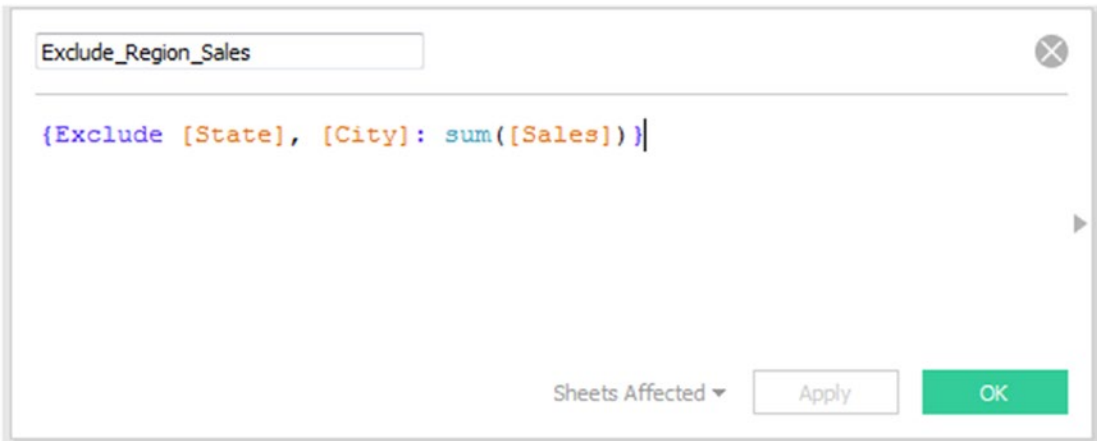 Exclude_Region_Sales
{Exclude [State], [City]: sum([Sales])}
Sheets Affected Apply OK